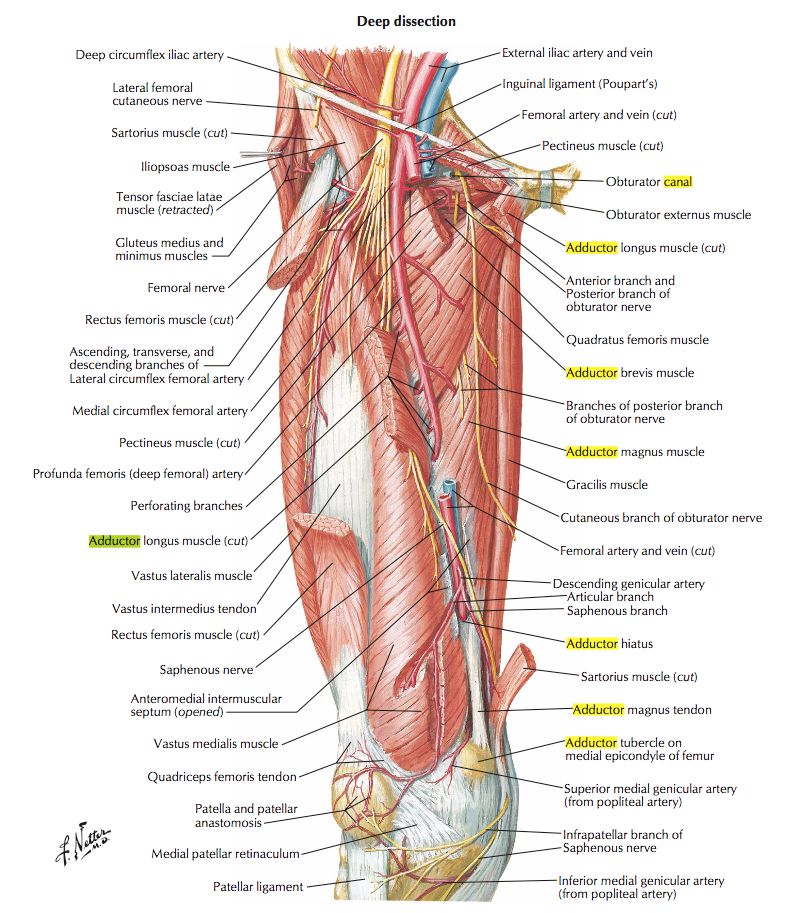 Deep dissection
Deep circumflex iliac artery
Lateral femoral
cutaneous nerve
Sartorius muscle (cut)
Iliopsoas muscle
Tensor fasciae latae
muscle (retracted)
Gluteus medius and
minimus muscles
Femoral nerve
Rectus femoris muscle (cut)
Ascending, transverse, and
descending branches of
Lateral circumflex femoral artery
Medial circumflex femoral artery
Pectineus muscle (cut)
Profunda femoris (deep femoral) artery
Perforating branches
Adductor longus muscle (cut)
Vastus lateralis muscle
Vastus intermedius tendon
Rectus femoris muscle (cut)
Saphenous nerve
Anteromedial intermuscular
septum (opened)
Vastus medialis muscle
Quadriceps femoris tendon
Patella and patellar
anastomosis
Medial patellar retinaculum
Patellar ligament
External iliac artery and vein
Inguinal ligament (Poupart's)
Femoral artery and vein (cut)
Pectineus muscle (cut)
Obturator canal
Obturator externus muscle
Adductor longus muscle (cut)
Anterior branch and
Posterior branch of
obturator nerve
Quadratus femoris muscle
Adductor brevis muscle
Branches of posterior branch
of obturator nerve
Adductor magnus muscle
Gracilis muscle
Cutaneous branch of obturator nerve
Femoral artery and vein (cut)
Descending genicular artery
Articular branch
Saphenous branch
Adductor hiatus
Sartorius muscle (cut)
Adductor magnus tendon
Adductor tubercle on
medial epicondyle of femur
Superior medial genicular artery
(from popliteal artery)
Infrapatellar branch of
Saphenous nerve
Inferior medial genicular artery
(from popliteal artery)
F. Netter
M.D.